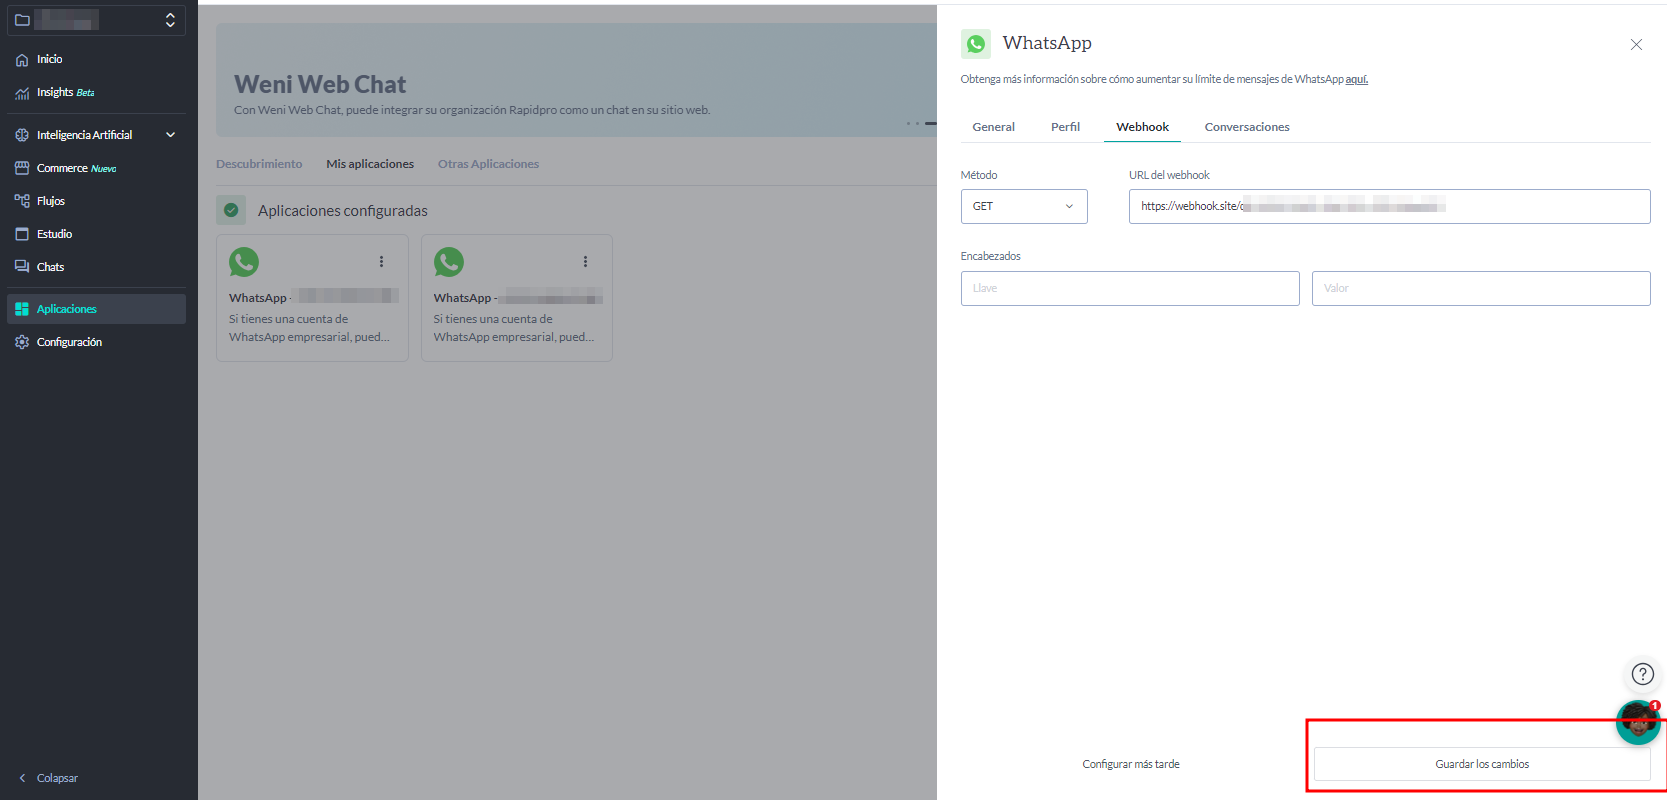 Inicio
Insights Beta
Inteligencia Artificial
Commerce Nuevo
Flujos
Estudio
Chats
Aplicaciones
Configuración
Colapsar
Weni Web Chat
Con Weni Web Chat, puede integrar su organización Rapidpro como un chat en su sitio web.
Descubrimiento Mis aplicaciones Otras Aplicaciones
Aplicaciones configuradas
WhatsApp -
Si tienes una cuenta de
WhatsApp empresarial, pued...
WhatsApp -
Si tienes una cuenta de
WhatsApp empresarial, pued...
WhatsApp
Obtenga más información sobre cómo aumentar su límite de mensajes de WhatsApp aquí.
General Perfil Webhook Conversaciones
Método URL del webhook
GET https://webhook.site/
Encabezados
Llave Valor
?
1
Configurar más tarde Guardar los cambios